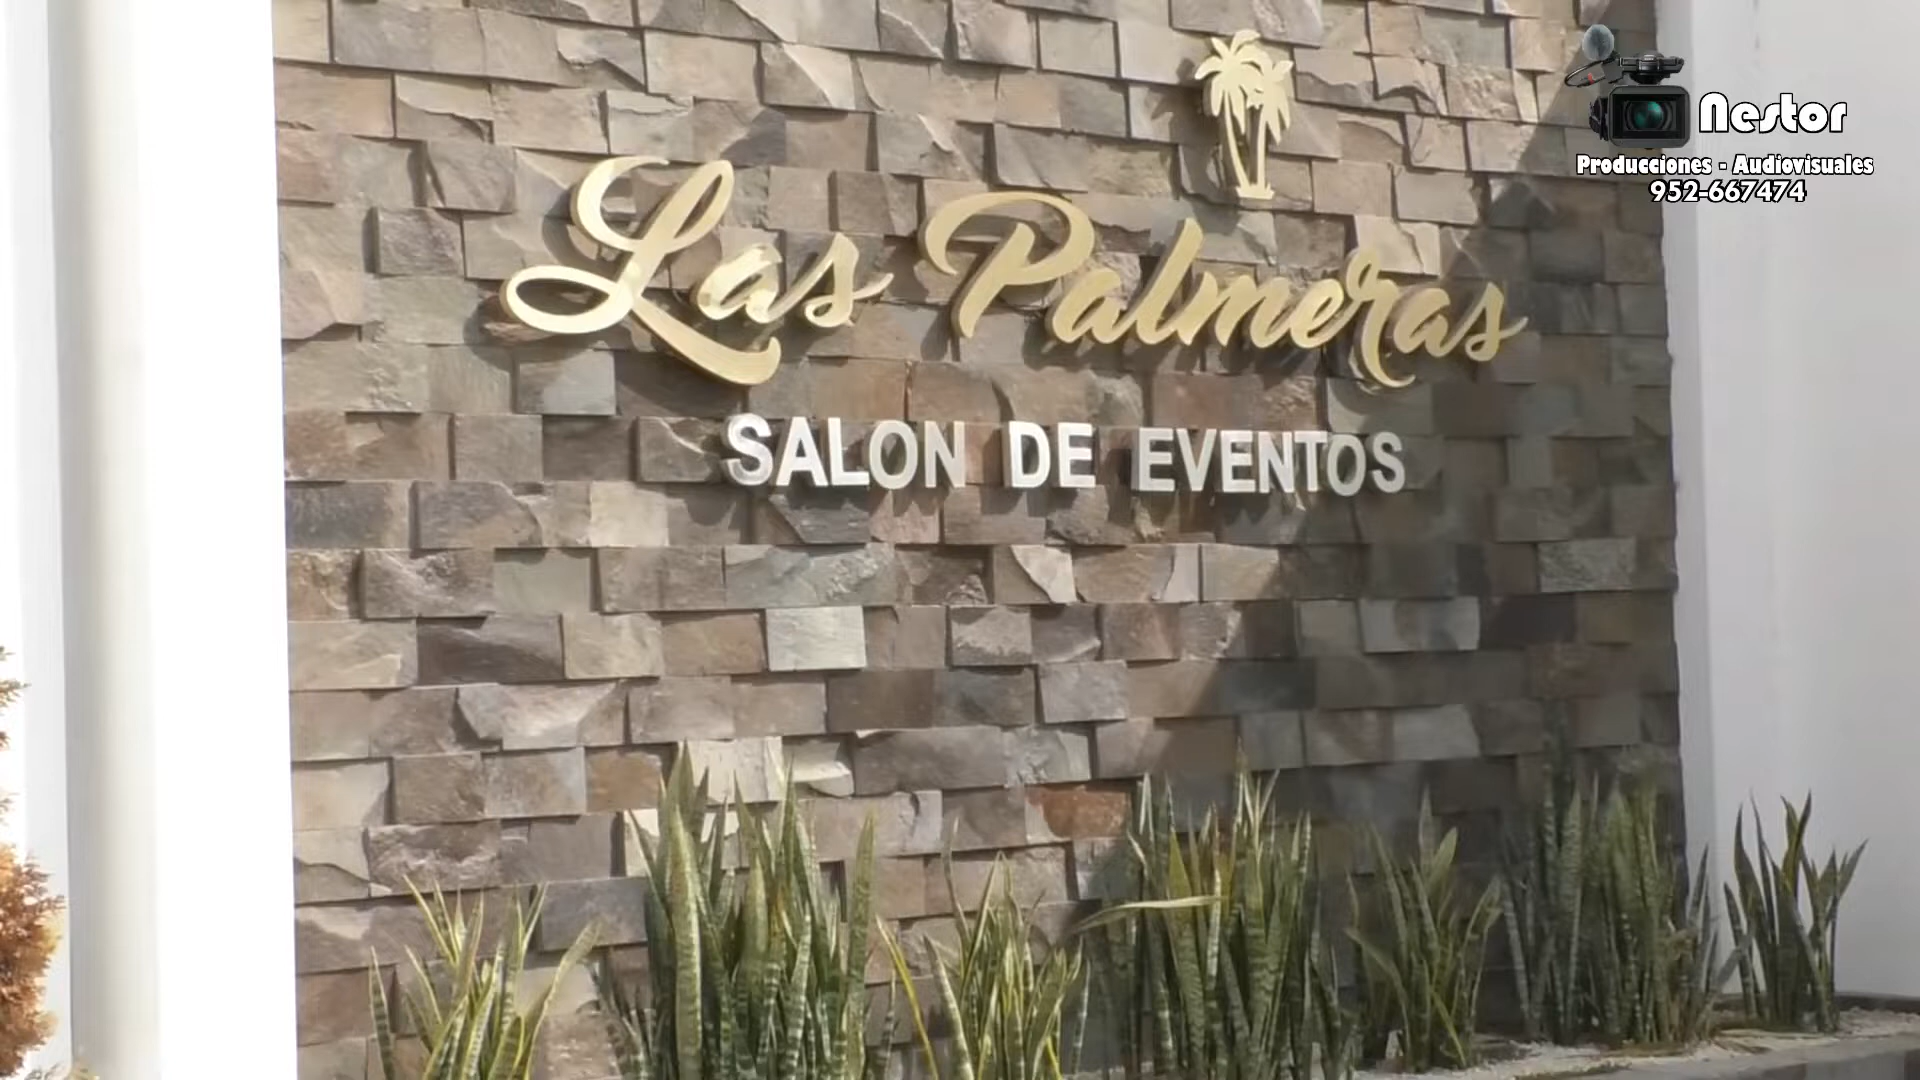 Las Palmeras
SALON DE EVENTOS
Nestor
Producciones - Audiovisuales
952-667474